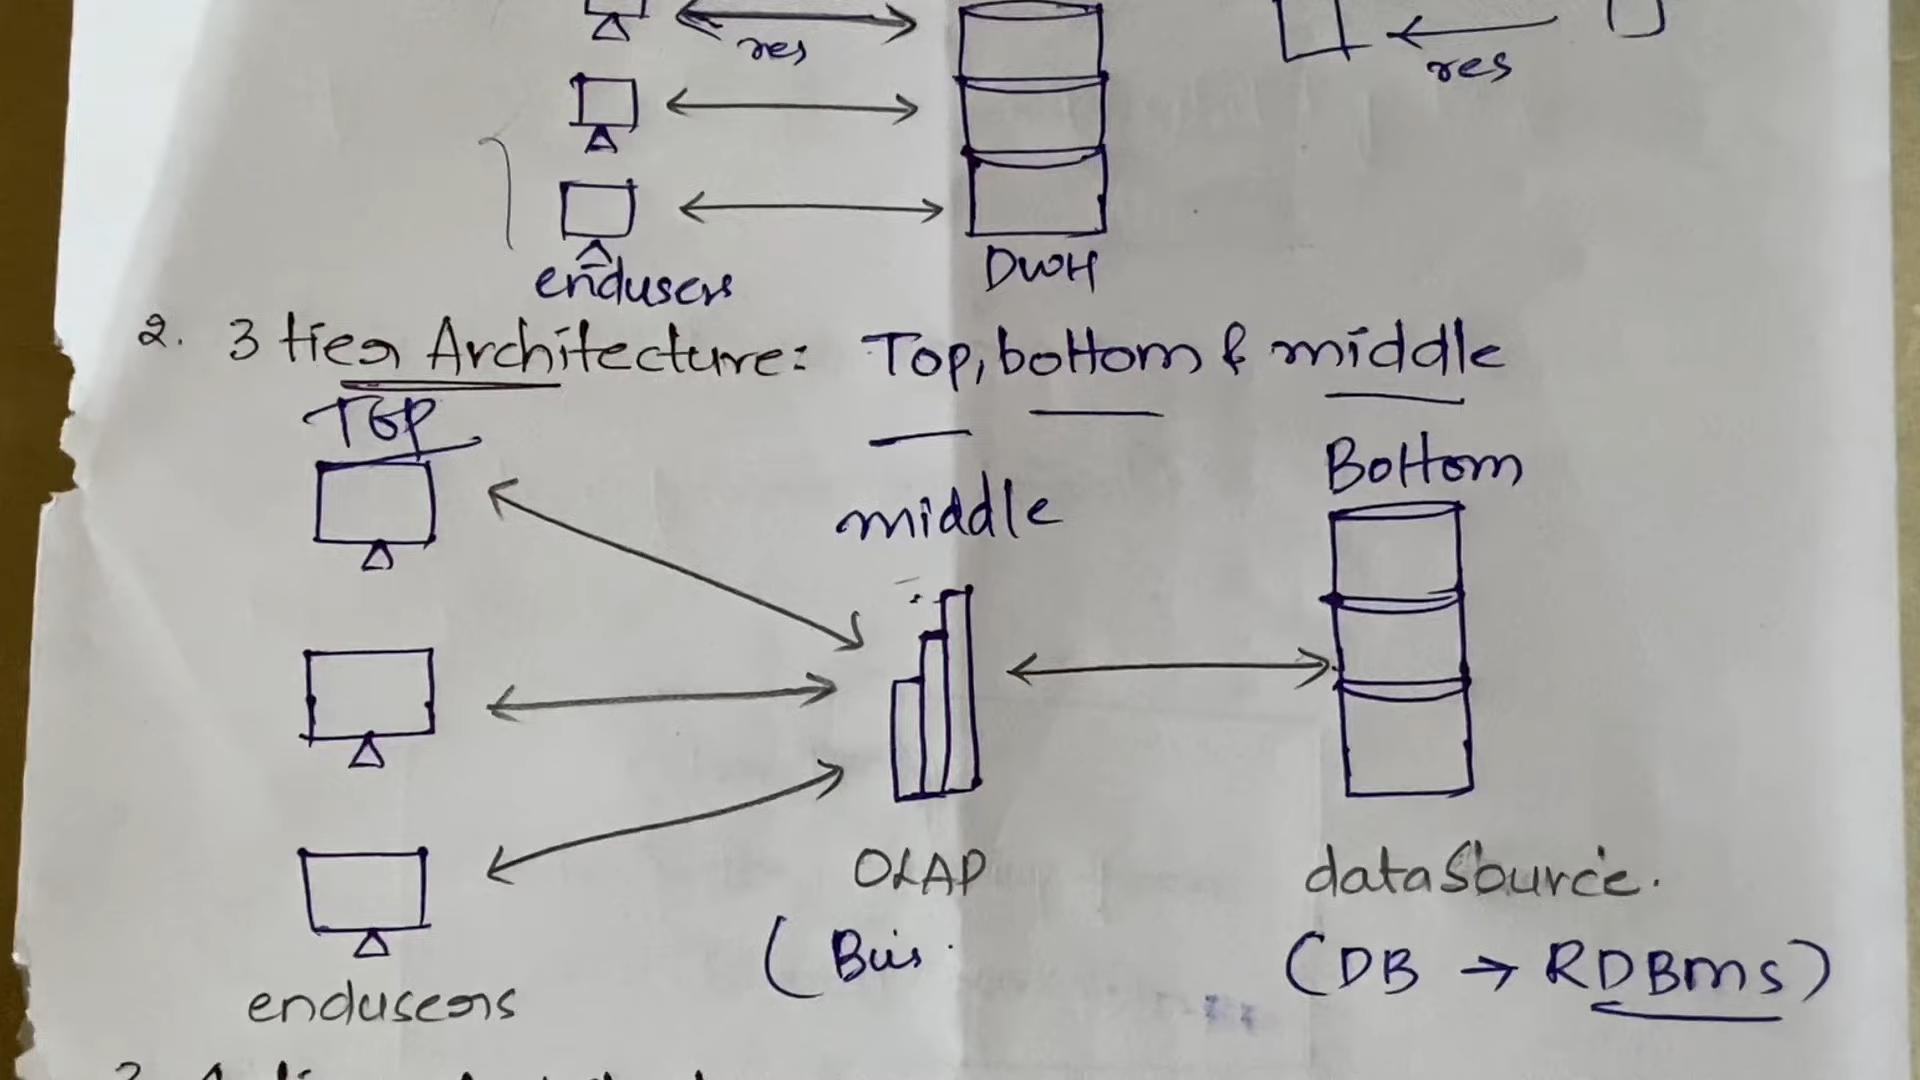 res
res
endusers
DWH
2. 3 tier Architecture: Top, bottom & middle
TOP
Bottom
middle
OLAP
datasource.
(Bus
(DB → RDBMS)
endusers